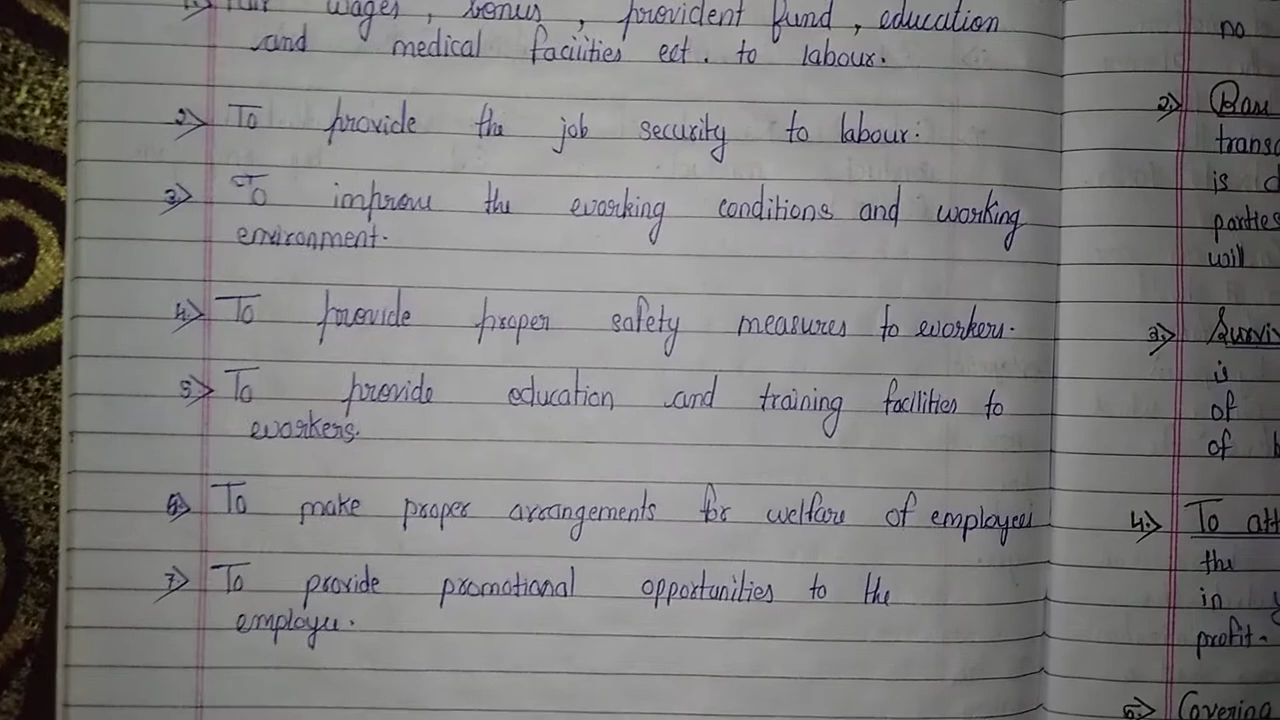 1.> Fair wages, bonus, provident fund, education
and medical facilities ect. to labour.
2> To provide the job security to labour.
3> To improve the working conditions and working
environment.
4.> To provide proper safety measures to workers.
5> To provide education and training facilities to
workers.
6> To make proper arrangements for welfare of employees
7> To provide promotional opportunities to the
employee.
no
2.>
is
parties
will
3.>
is
of
of
4.> To
the
in
profit.
5.> Covering